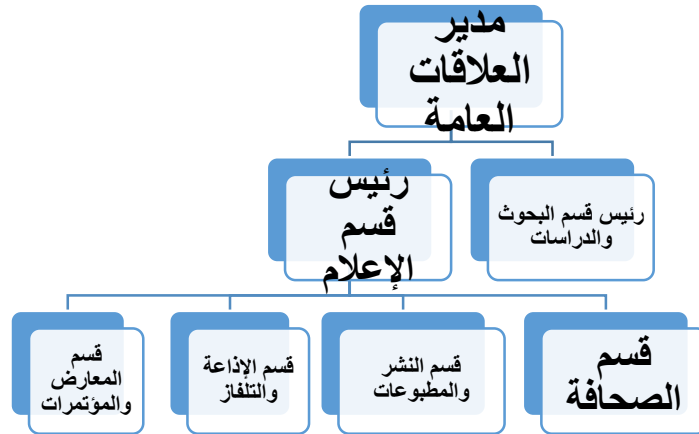 مدير
العلاقات
العامة
رئيس قسم البحوث
والدراسات
رئيس
قسم
الإعلام
قسم
الصحافة
قسم النشر
والمطبوعات
قسم الإذاعة
والتلفاز
قسم
المعارض
والمؤتمرات